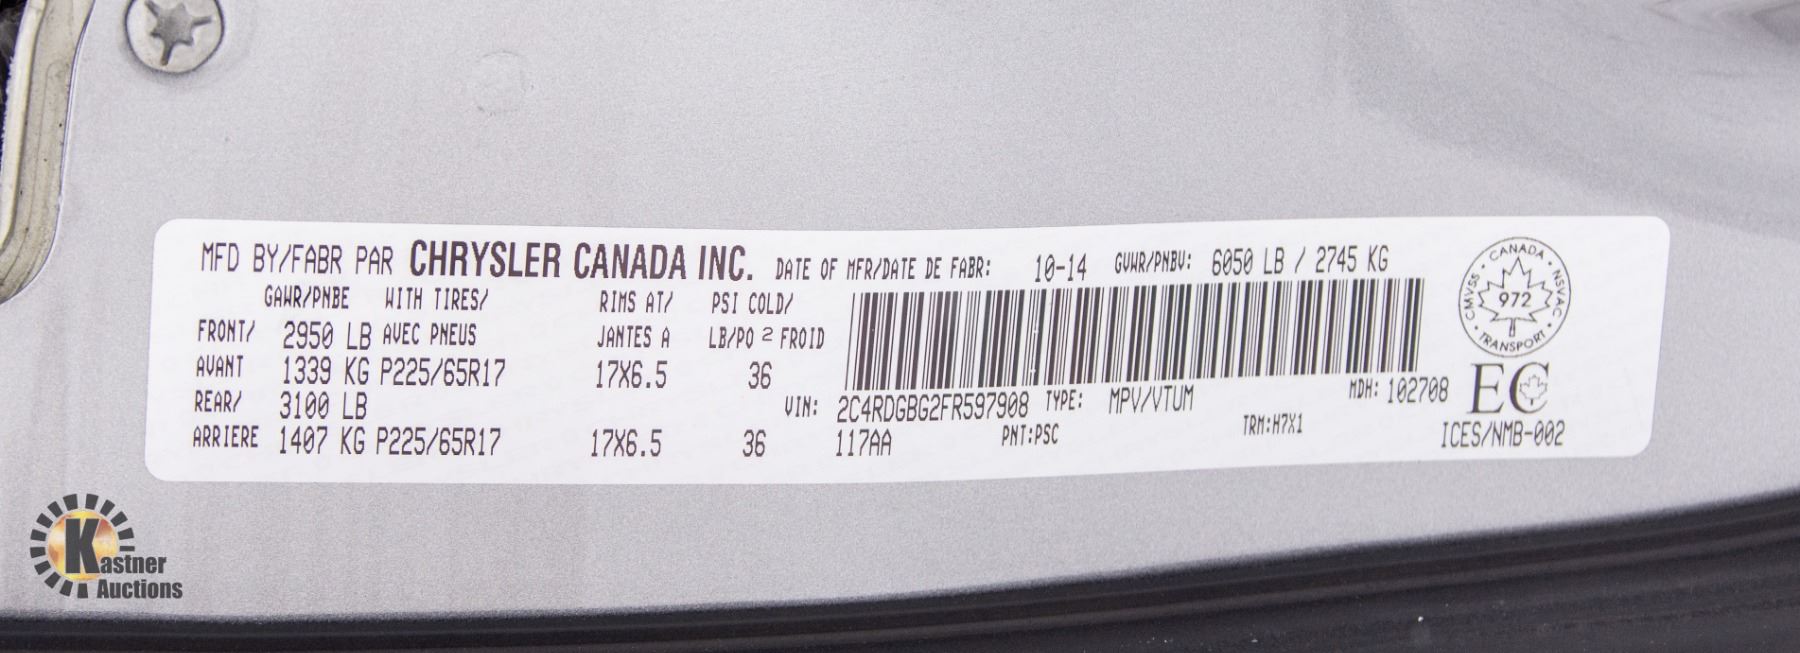 MFD BY/FABR PAR CHRYSLER CANADA INC. DATE OF MFR/DATE DE FABR: 10-14 GVWR/PNBV: 6050 LB / 2745 KG
GAWR/PNBE WITH TIRES/ RIMS AT/ PSI COLD/
FRONT/ 2950 LB AVEC PNEUS JANTES A LB/PO 2 FROID
AVANT 1339 KG P225/65R17 17X6.5 36
REAR/ 3100 LB VIN: 2C4RDGBG2FR597908 TYPE: MPV/VTUM MDH: 102708
ARRIERE 1407 KG P225/65R17 17X6.5 36 117AA PNT:PSC TRM:H7X1 ICES/NMB-002
CMVSS · CANADA · NSVAC · TRANSPORT ·
972
EC
Kastner
Auctions